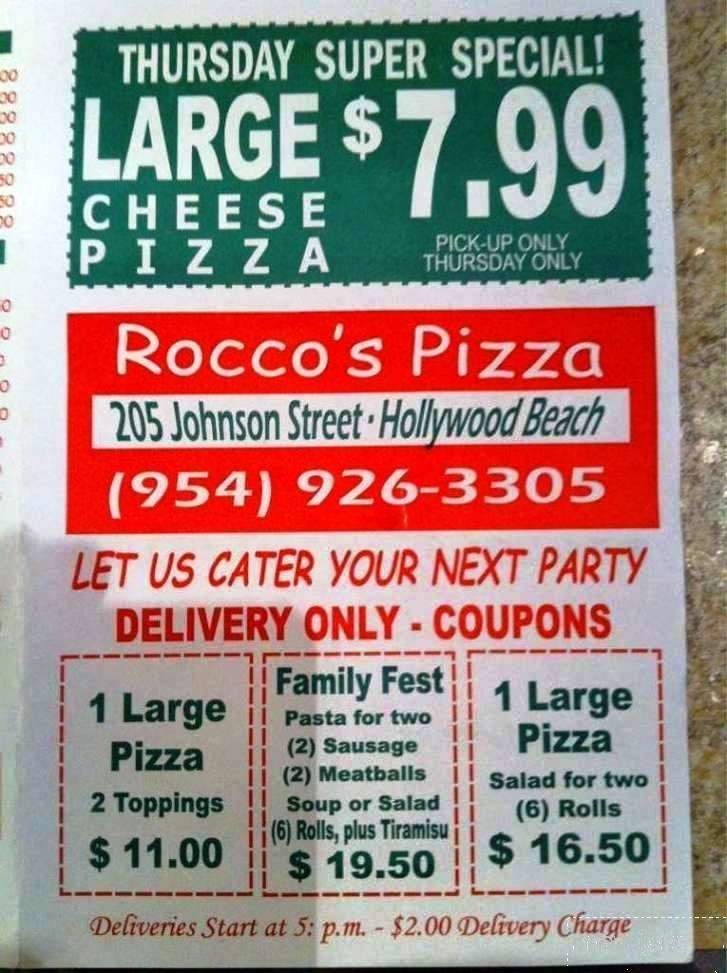 THURSDAY SUPER SPECIAL!
LARGE $7.99
CHEESE
PIZZA
PICK-UP ONLY
THURSDAY ONLY
Rocco's Pizza
205 Johnson Street · Hollywood Beach
(954) 926-3305
LET US CATER YOUR NEXT PARTY
DELIVERY ONLY - COUPONS
1 Large
Pizza
2 Toppings
$ 11.00
Family Fest
Pasta for two
(2) Sausage
(2) Meatballs
Soup or Salad
(6) Rolls, plus Tiramisu
$ 19.50
1 Large
Pizza
Salad for two
(6) Rolls
$ 16.50
Deliveries Start at 5: p.m. - $2.00 Delivery Charge